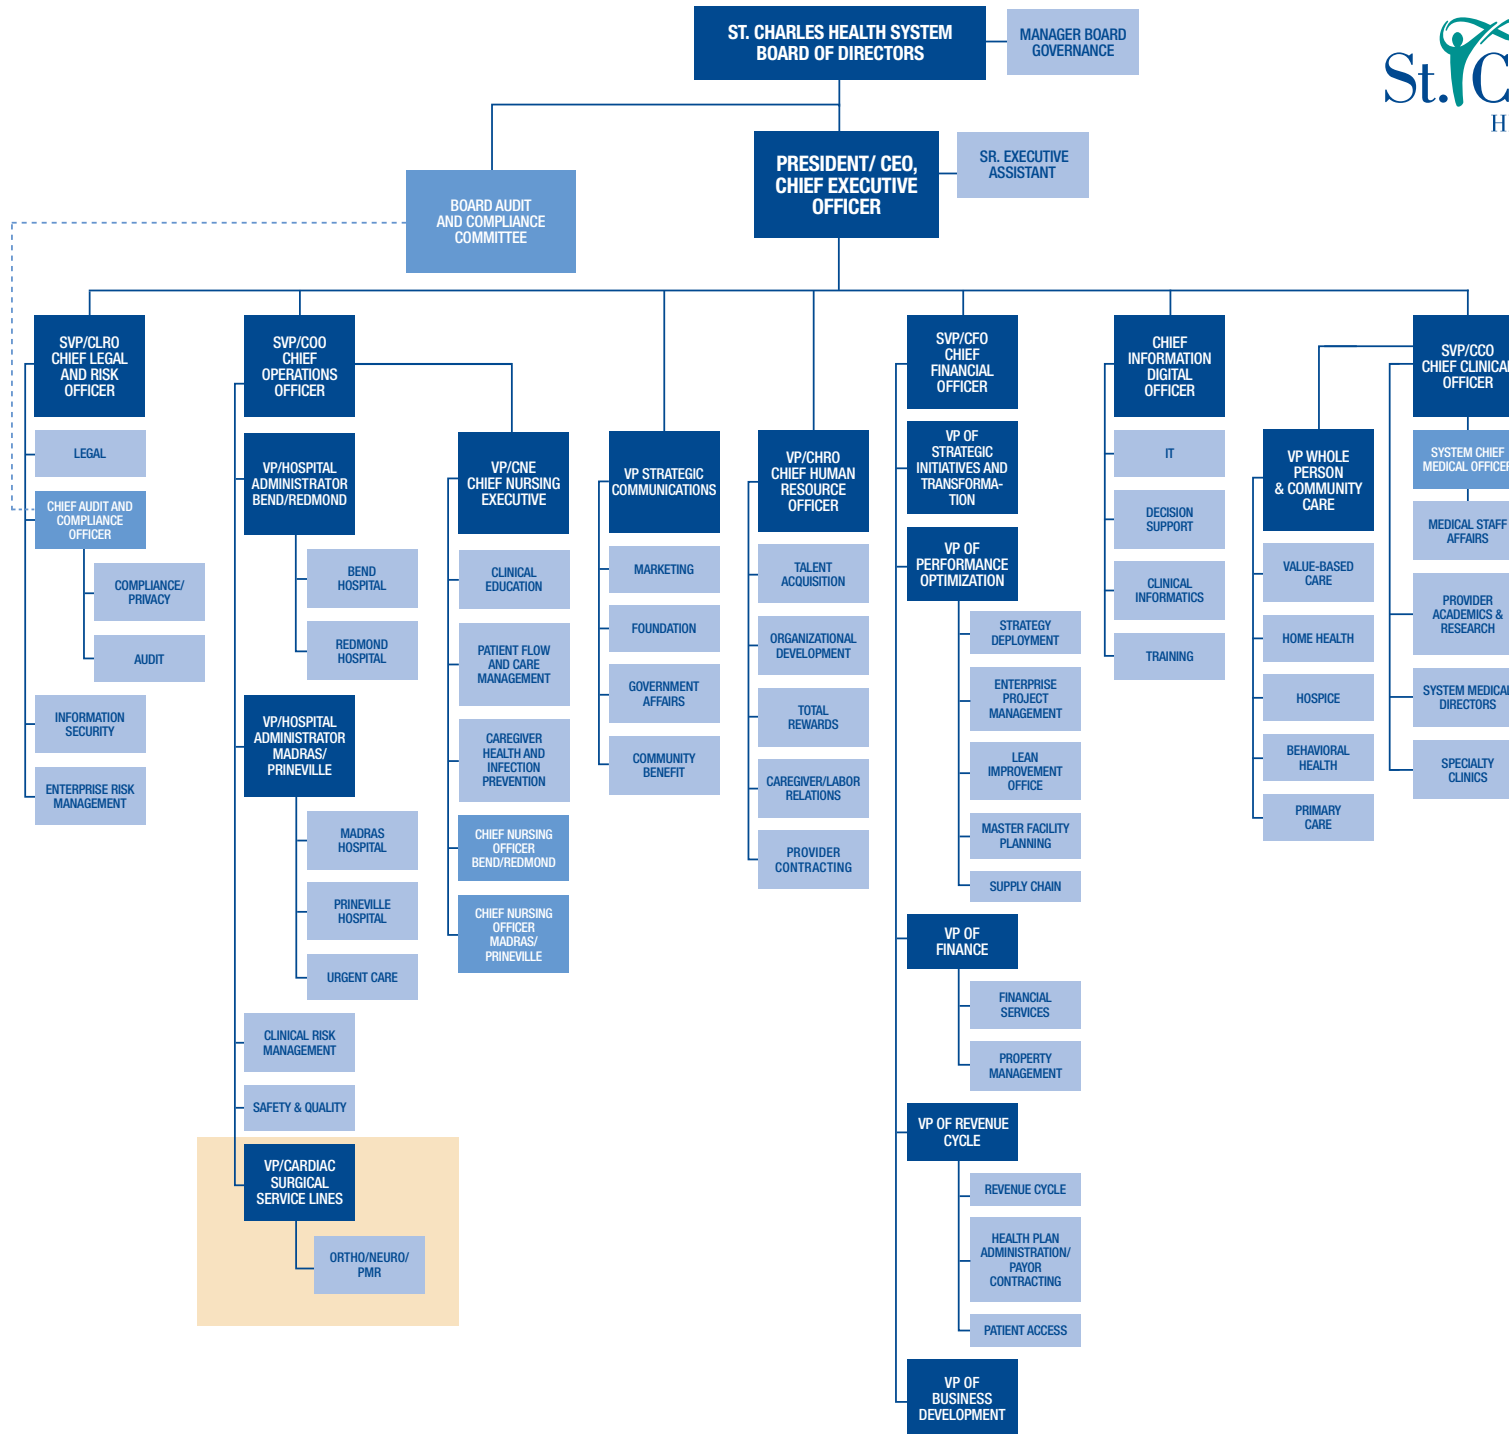 ST. CHARLES HEALTH SYSTEM
BOARD OF DIRECTORS
MANAGER BOARD
GOVERNANCE
St. C
H
PRESIDENT/ CEO,
CHIEF EXECUTIVE
OFFICER
SR. EXECUTIVE
ASSISTANT
BOARD AUDIT
AND COMPLIANCE
COMMITTEE
SVP/CLRO
CHIEF LEGAL
AND RISK
OFFICER
LEGAL
CHIEF AUDIT AND
COMPLIANCE
OFFICER
COMPLIANCE/
PRIVACY
AUDIT
INFORMATION
SECURITY
ENTERPRISE RISK
MANAGEMENT
SVP/COO
CHIEF
OPERATIONS
OFFICER
VP/HOSPITAL
ADMINISTRATOR
BEND/REDMOND
BEND
HOSPITAL
REDMOND
HOSPITAL
VP/HOSPITAL
ADMINISTRATOR
MADRAS/
PRINEVILLE
MADRAS
HOSPITAL
PRINEVILLE
HOSPITAL
URGENT CARE
CLINICAL RISK
MANAGEMENT
SAFETY & QUALITY
VP/CARDIAC
SURGICAL
SERVICE LINES
ORTHO/NEURO/
PMR
VP/CNE
CHIEF NURSING
EXECUTIVE
CLINICAL
EDUCATION
PATIENT FLOW
AND CARE
MANAGEMENT
CAREGIVER
HEALTH AND
INFECTION
PREVENTION
CHIEF NURSING
OFFICER
BEND/REDMOND
CHIEF NURSING
OFFICER
MADRAS/
PRINEVILLE
VP STRATEGIC
COMMUNICATIONS
MARKETING
FOUNDATION
GOVERNMENT
AFFAIRS
COMMUNITY
BENEFIT
VP/CHRO
CHIEF HUMAN
RESOURCE
OFFICER
TALENT
ACQUISITION
ORGANIZATIONAL
DEVELOPMENT
TOTAL
REWARDS
CAREGIVER/LABOR
RELATIONS
PROVIDER
CONTRACTING
SVP/CFO
CHIEF
FINANCIAL
OFFICER
VP OF
STRATEGIC
INITIATIVES AND
TRANSFORMA-
TION
VP OF
PERFORMANCE
OPTIMIZATION
STRATEGY
DEPLOYMENT
ENTERPRISE
PROJECT
MANAGEMENT
LEAN
IMPROVEMENT
OFFICE
MASTER FACILITY
PLANNING
SUPPLY CHAIN
VP OF
FINANCE
FINANCIAL
SERVICES
PROPERTY
MANAGEMENT
VP OF REVENUE
CYCLE
REVENUE CYCLE
HEALTH PLAN
ADMINISTRATION/
PAYOR
CONTRACTING
PATIENT ACCESS
VP OF
BUSINESS
DEVELOPMENT
CHIEF
INFORMATION
DIGITAL
OFFICER
IT
DECISION
SUPPORT
CLINICAL
INFORMATICS
TRAINING
VP WHOLE
PERSON
& COMMUNITY
CARE
VALUE-BASED
CARE
HOME HEALTH
HOSPICE
BEHAVIORAL
HEALTH
PRIMARY
CARE
SVP/CCO
CHIEF CLINICAL
OFFICER
SYSTEM CHIEF
MEDICAL OFFICER
MEDICAL STAFF
AFFAIRS
PROVIDER
ACADEMICS &
RESEARCH
SYSTEM MEDICAL
DIRECTORS
SPECIALTY
CLINICS